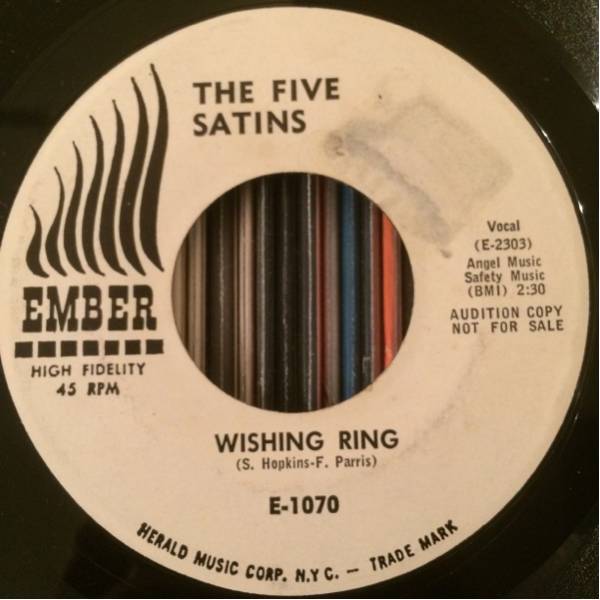 THE FIVE
SATINS
Vocal
(E-2303)
Angel Music
Safety Music
(BMI) 2:30
AUDITION COPY
NOT FOR SALE
EMBER
HIGH FIDELITY
45 RPM
WISHING RING
(S. Hopkins-F. Parris)
E-1070
HERALD MUSIC CORP. N.Y C. — TRADE MARK